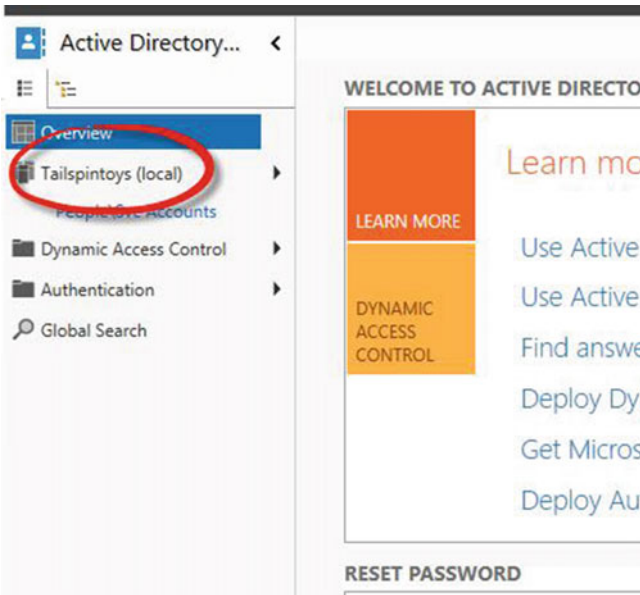 Active Directory...
Overview
Tailspintoys (local)
People\Svc Accounts
Dynamic Access Control
Authentication
Global Search
WELCOME TO ACTIVE DIRECTO
LEARN MORE
DYNAMIC
ACCESS
CONTROL
Learn mo
Use Active
Use Active
Find answe
Deploy Dy
Get Micros
Deploy Au
RESET PASSWORD